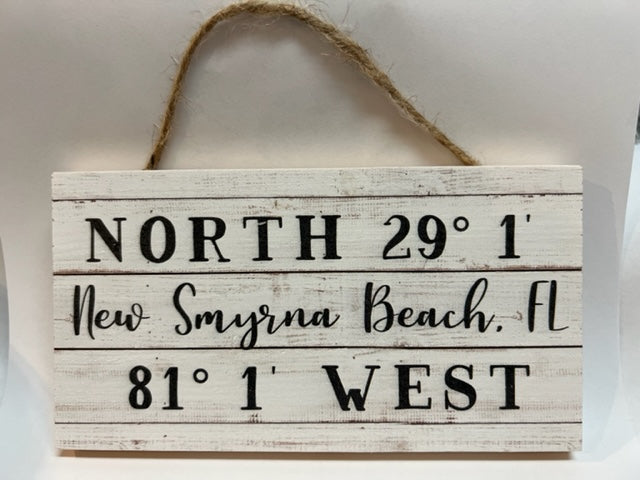 NORTH 29° 1'
New Smyrna Beach, FL
81° 1' WEST